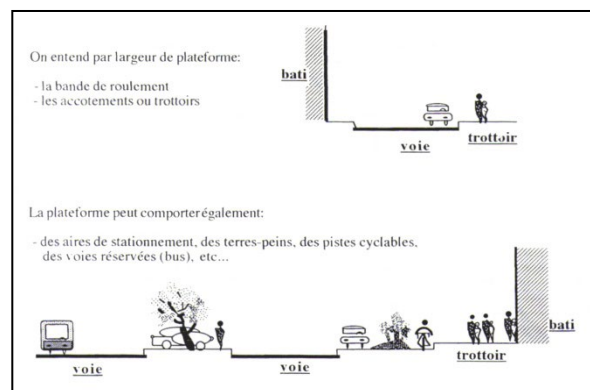 On entend par largeur de plateforme:
- la bande de roulement
- les accotements ou trottoirs
bati
voie
trottoir
La plateforme peut comporter également:
- des aires de stationnement, des terres-peins, des pistes cyclables,
des voies réservées (bus), etc...
voie
voie
trottoir
bati